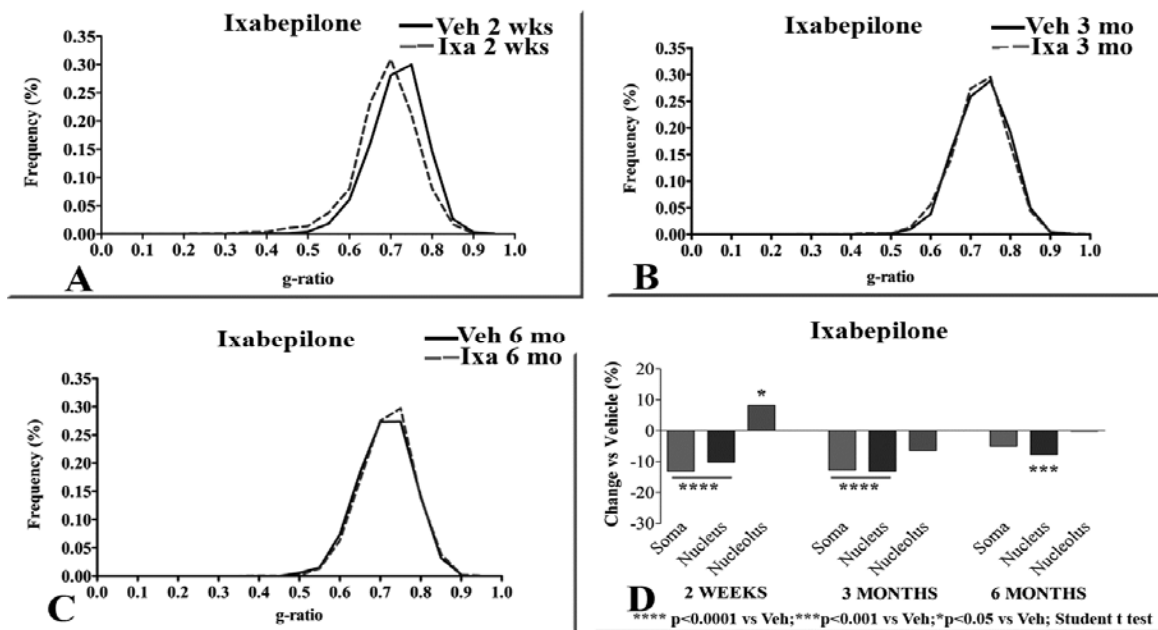 Ixabepilone
Veh 2 wks
Ixa 2 wks
Frequency (%)
0.35
0.30
0.25
0.20
0.15
0.10
0.05
0.00
0.0 0.1 0.2 0.3 0.4 0.5 0.6 0.7 0.8 0.9 1.0
g-ratio
A
Ixabepilone
Veh 3 mo
Ixa 3 mo
Frequency (%)
0.35
0.30
0.25
0.20
0.15
0.10
0.05
0.00
0.0 0.1 0.2 0.3 0.4 0.5 0.6 0.7 0.8 0.9 1.0
g-ratio
B
Ixabepilone
Veh 6 mo
Ixa 6 mo
Frequency (%)
0.35
0.30
0.25
0.20
0.15
0.10
0.05
0.00
0.0 0.1 0.2 0.3 0.4 0.5 0.6 0.7 0.8 0.9 1.0
g-ratio
C
Ixabepilone
Change vs Vehicle (%)
20
10
0
-10
-20
-30
*
**** **** ***
Soma Nucleus Nucleolus Soma Nucleus Nucleolus Soma Nucleus Nucleolus
2 WEEKS 3 MONTHS 6 MONTHS
D
**** p<0.0001 vs Veh;***p<0.001 vs Veh;*p<0.05 vs Veh; Student t test